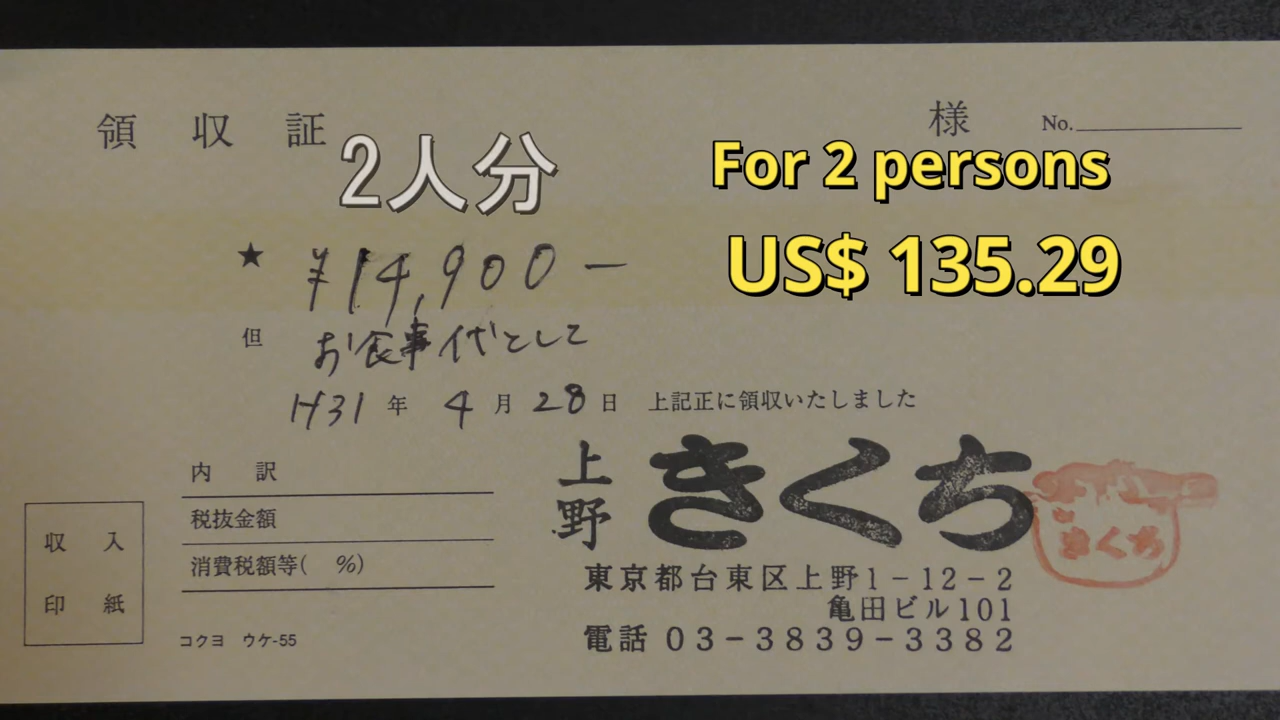 領 収 証
様 No.
2人分
For 2 persons
US$ 135.29
★ ¥14,900-
但 お食事代として
H31 年 4 月 28 日 上記正に領収いたしました
内 訳
税抜金額
消費税額等( %)
収 入
印 紙
コクヨ ウケ-55
上野 きくち
東京都台東区上野1-12-2
亀田ビル101
電話 03-3839-3382
きくち